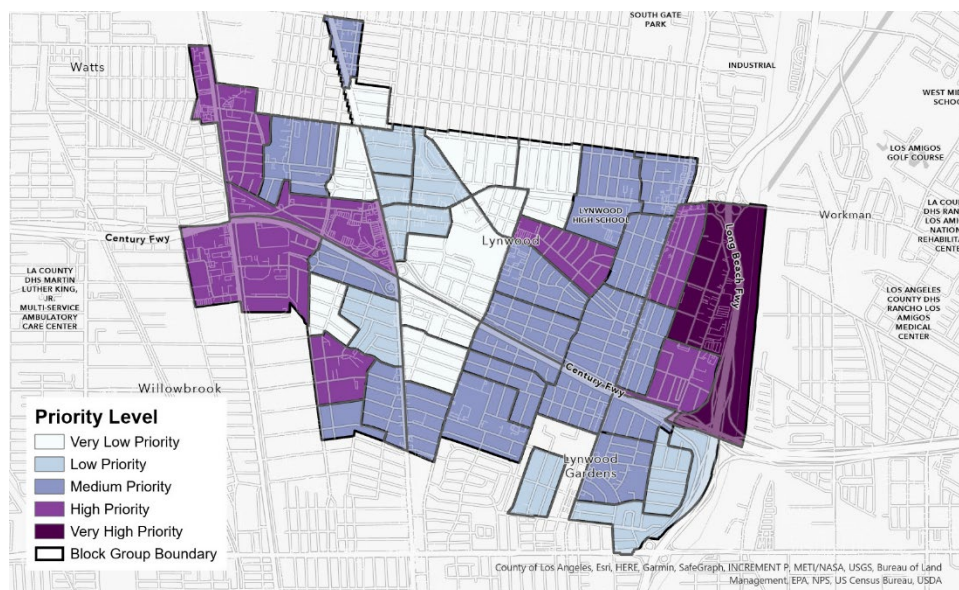 SOUTH GATE
PARK
Watts
INDUSTRIAL
WEST MI
SCHOO
LOS AMIGOS
GOLF COURSE
LYNWOOD
HIGH SCHOOL
Workman
LA COU
DHS RAN
LOS AM
NATION
REHABILITA
CENTE
Century Fwy
Lynwood
Long Beach Fwy
LA COUNTY
DHS MARTIN
LUTHER KING,
JR.
MULTI-SERVICE
AMBULATORY
CARE CENTER
LOS ANGELES
COUNTY DHS
RANCHO LOS
AMIGOS
MEDICAL
CENTER
Century Fwy
Willowbrook
Lynwood
Gardens
Priority Level
Very Low Priority
Low Priority
Medium Priority
High Priority
Very High Priority
Block Group Boundary
County of Los Angeles, Esri, HERE, Garmin, SafeGraph, INCREMENT P, METI/NASA, USGS, Bureau of Land
Management, EPA, NPS, US Census Bureau, USDA